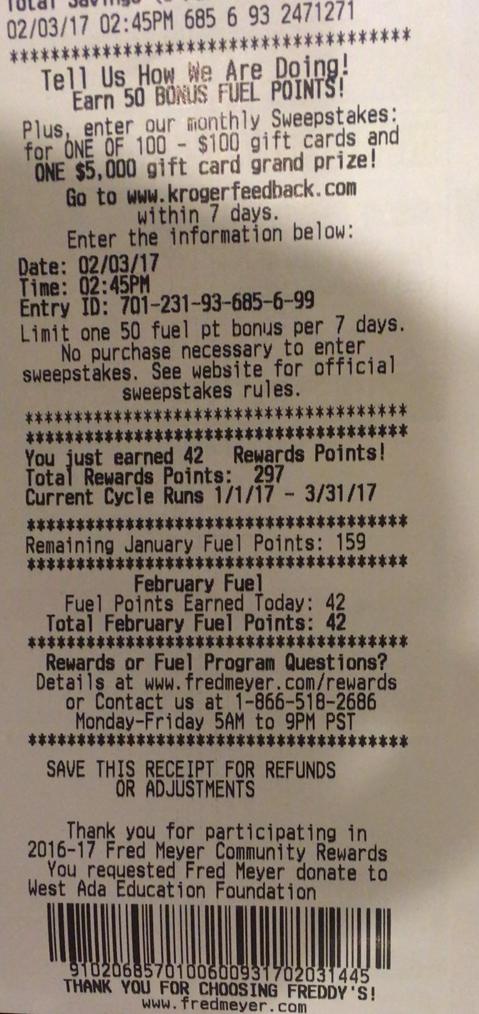 Total Savings
02/03/17 02:45PM 685 6 93 2471271
************************************
Tell Us How We Are Doing!
Earn 50 BONUS FUEL POINTS!
Plus, enter our monthly Sweepstakes:
for ONE OF 100 - $100 gift cards and
ONE $5,000 gift card grand prize!
Go to www.krogerfeedback.com
within 7 days.
Enter the information below:
Date: 02/03/17
Time: 02:45PM
Entry ID: 701-231-93-685-6-99
Limit one 50 fuel pt bonus per 7 days.
No purchase necessary to enter
sweepstakes. See website for official
sweepstakes rules.
************************************
************************************
You just earned 42 Rewards Points!
Total Rewards Points: 297
Current Cycle Runs 1/1/17 - 3/31/17
************************************
Remaining January Fuel Points: 159
************************************
February Fuel
Fuel Points Earned Today: 42
Total February Fuel Points: 42
************************************
Rewards or Fuel Program Questions?
Details at www.fredmeyer.com/rewards
or Contact us at 1-866-518-2686
Monday-Friday 5AM to 9PM PST
************************************
SAVE THIS RECEIPT FOR REFUNDS
OR ADJUSTMENTS
Thank you for participating in
2016-17 Fred Meyer Community Rewards
You requested Fred Meyer donate to
West Ada Education Foundation
9102068570100600931702031445
THANK YOU FOR CHOOSING FREDDY'S!
www.fredmeyer.com